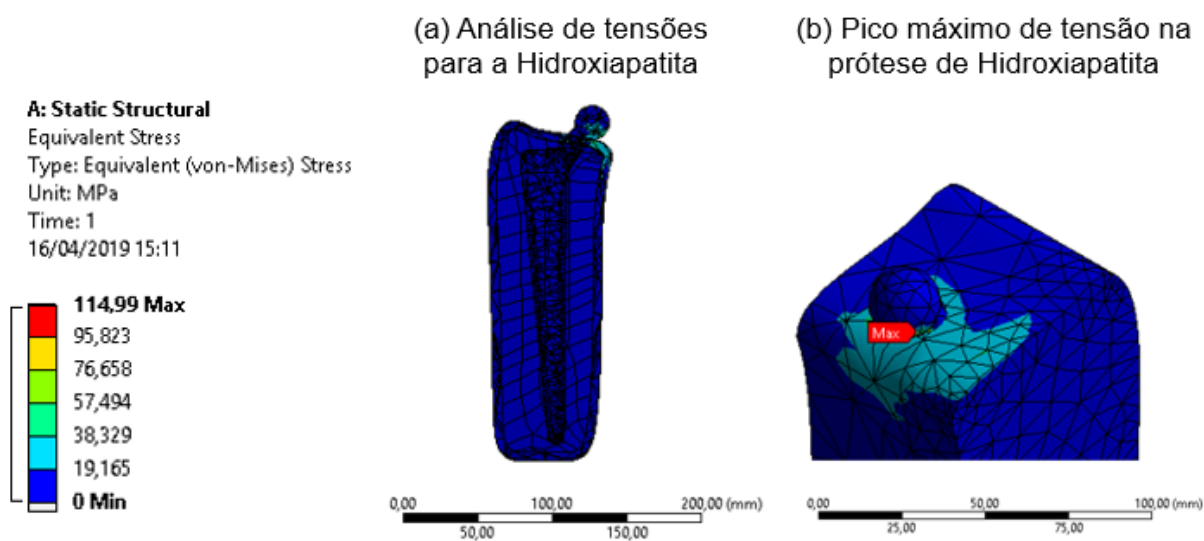 (a) Análise de tensões
para a Hidroxiapatita
(b) Pico máximo de tensão na
prótese de Hidroxiapatita
A: Static Structural
Equivalent Stress
Type: Equivalent (von-Mises) Stress
Unit: MPa
Time: 1
16/04/2019 15:11
114,99 Max
95,823
76,658
57,494
38,329
19,165
0 Min
Max
0,00 100,00 200,00 (mm)
50,00 150,00
0,00 50,00 100,00 (mm)
25,00 75,00